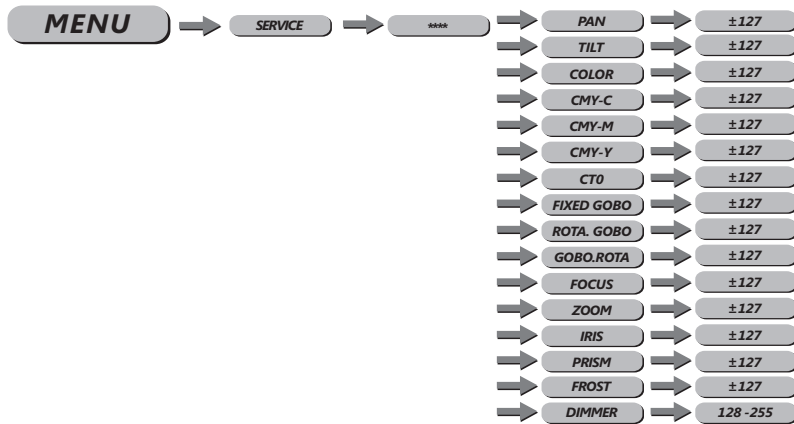 MENU SERVICE **** PAN ±127
TILT ±127
COLOR ±127
CMY-C ±127
CMY-M ±127
CMY-Y ±127
CT0 ±127
FIXED GOBO ±127
ROTA. GOBO ±127
GOBO.ROTA ±127
FOCUS ±127
ZOOM ±127
IRIS ±127
PRISM ±127
FROST ±127
DIMMER 128 -255